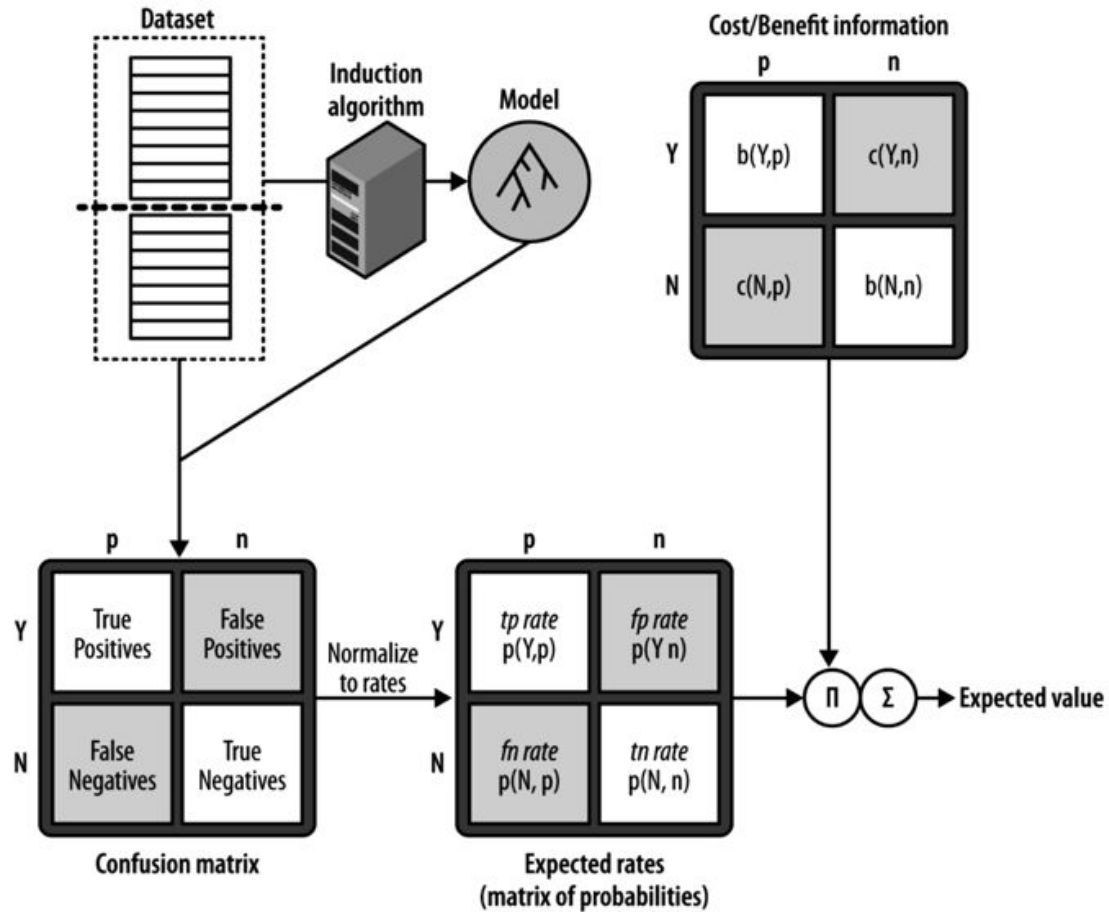 Dataset
Induction
algorithm
Model
Cost/Benefit information
p n
Y b(Y,p) c(Y,n)
N c(N,p) b(N,n)
p n
Y True
Positives
False
Positives
N False
Negatives
True
Negatives
Confusion matrix
Normalize
to rates
p n
Y tp rate
p(Y,p)
fp rate
p(Y n)
N fn rate
p(N, p)
tn rate
p(N, n)
Expected rates
(matrix of probabilities)
Π Σ Expected value